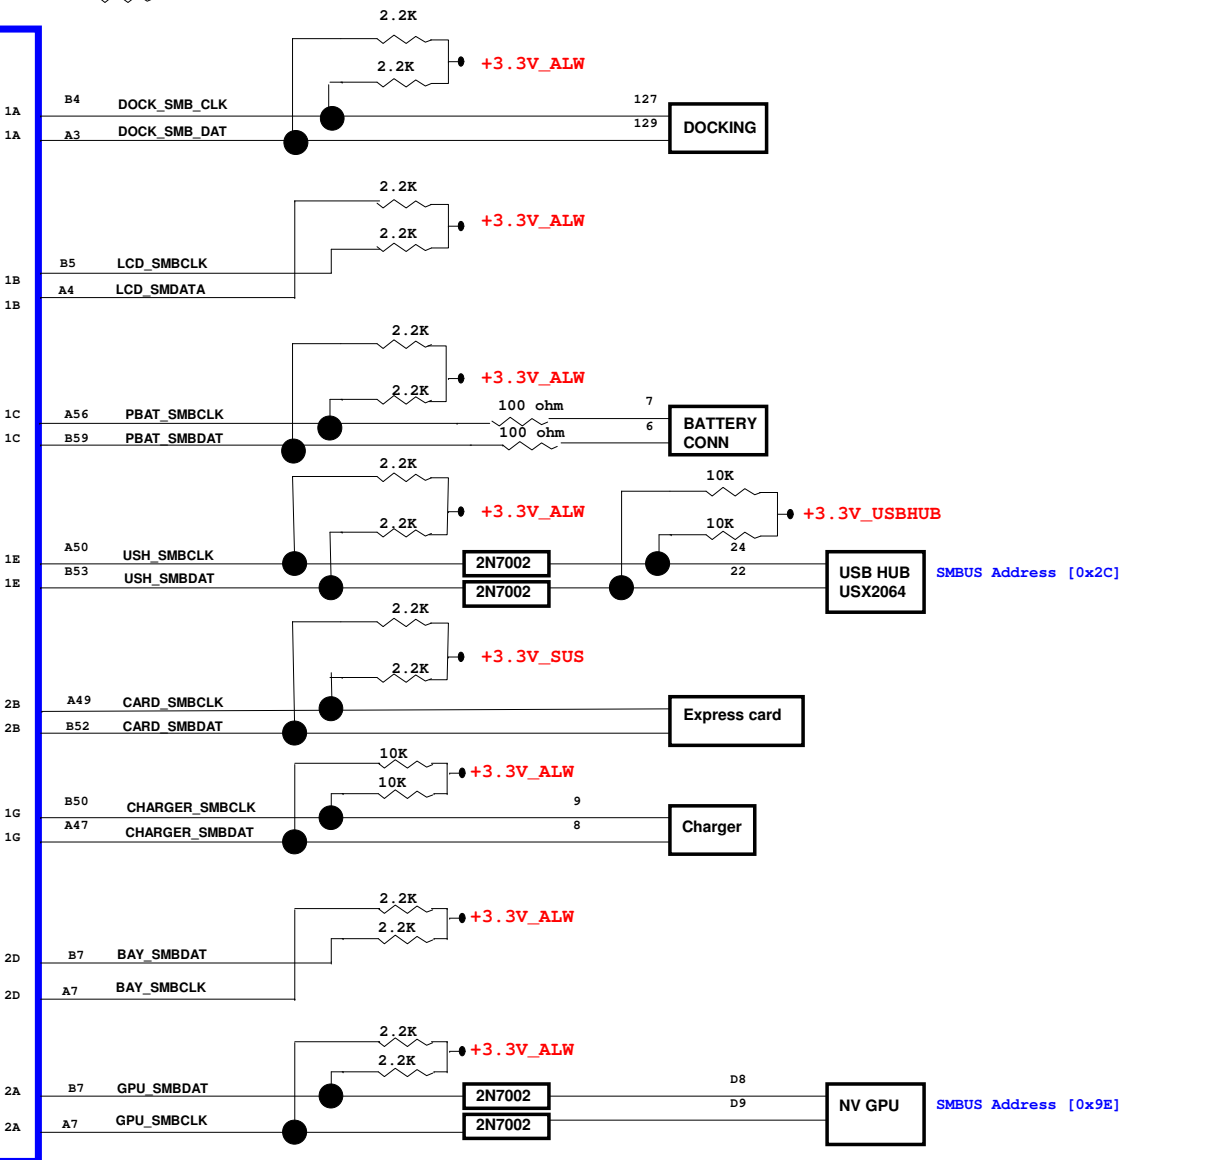 2.2K
+3.3V_ALW
2.2K
B4 DOCK_SMB_CLK 127
1A
DOCKING
1A A3 DOCK_SMB_DAT 129
2.2K
+3.3V_ALW
2.2K
B5 LCD_SMBCLK
1B
A4 LCD_SMDATA
1B
2.2K
+3.3V_ALW
2.2K
100 ohm 7
1C A56 PBAT_SMBCLK
BATTERY
CONN
1C B59 PBAT_SMBDAT 100 ohm 6
2.2K
10K
+3.3V_ALW
+3.3V_USBHUB
2.2K
10K
1E A50 USH_SMBCLK 2N7002 24
USB HUB
USX2064
SMBUS Address [0x2C]
1E B53 USH_SMBDAT 2N7002 22
2.2K
+3.3V_SUS
2.2K
2B A49 CARD_SMBCLK
Express card
2B B52 CARD_SMBDAT
10K
+3.3V_ALW
10K
1G B50 CHARGER_SMBCLK 9
Charger
1G A47 CHARGER_SMBDAT 8
2.2K
+3.3V_ALW
2.2K
2D B7 BAY_SMBDAT
2D A7 BAY_SMBCLK
2.2K
+3.3V_ALW
2.2K
2A B7 GPU_SMBDAT 2N7002 D8
NV GPU SMBUS Address [0x9E]
2A A7 GPU_SMBCLK 2N7002 D9